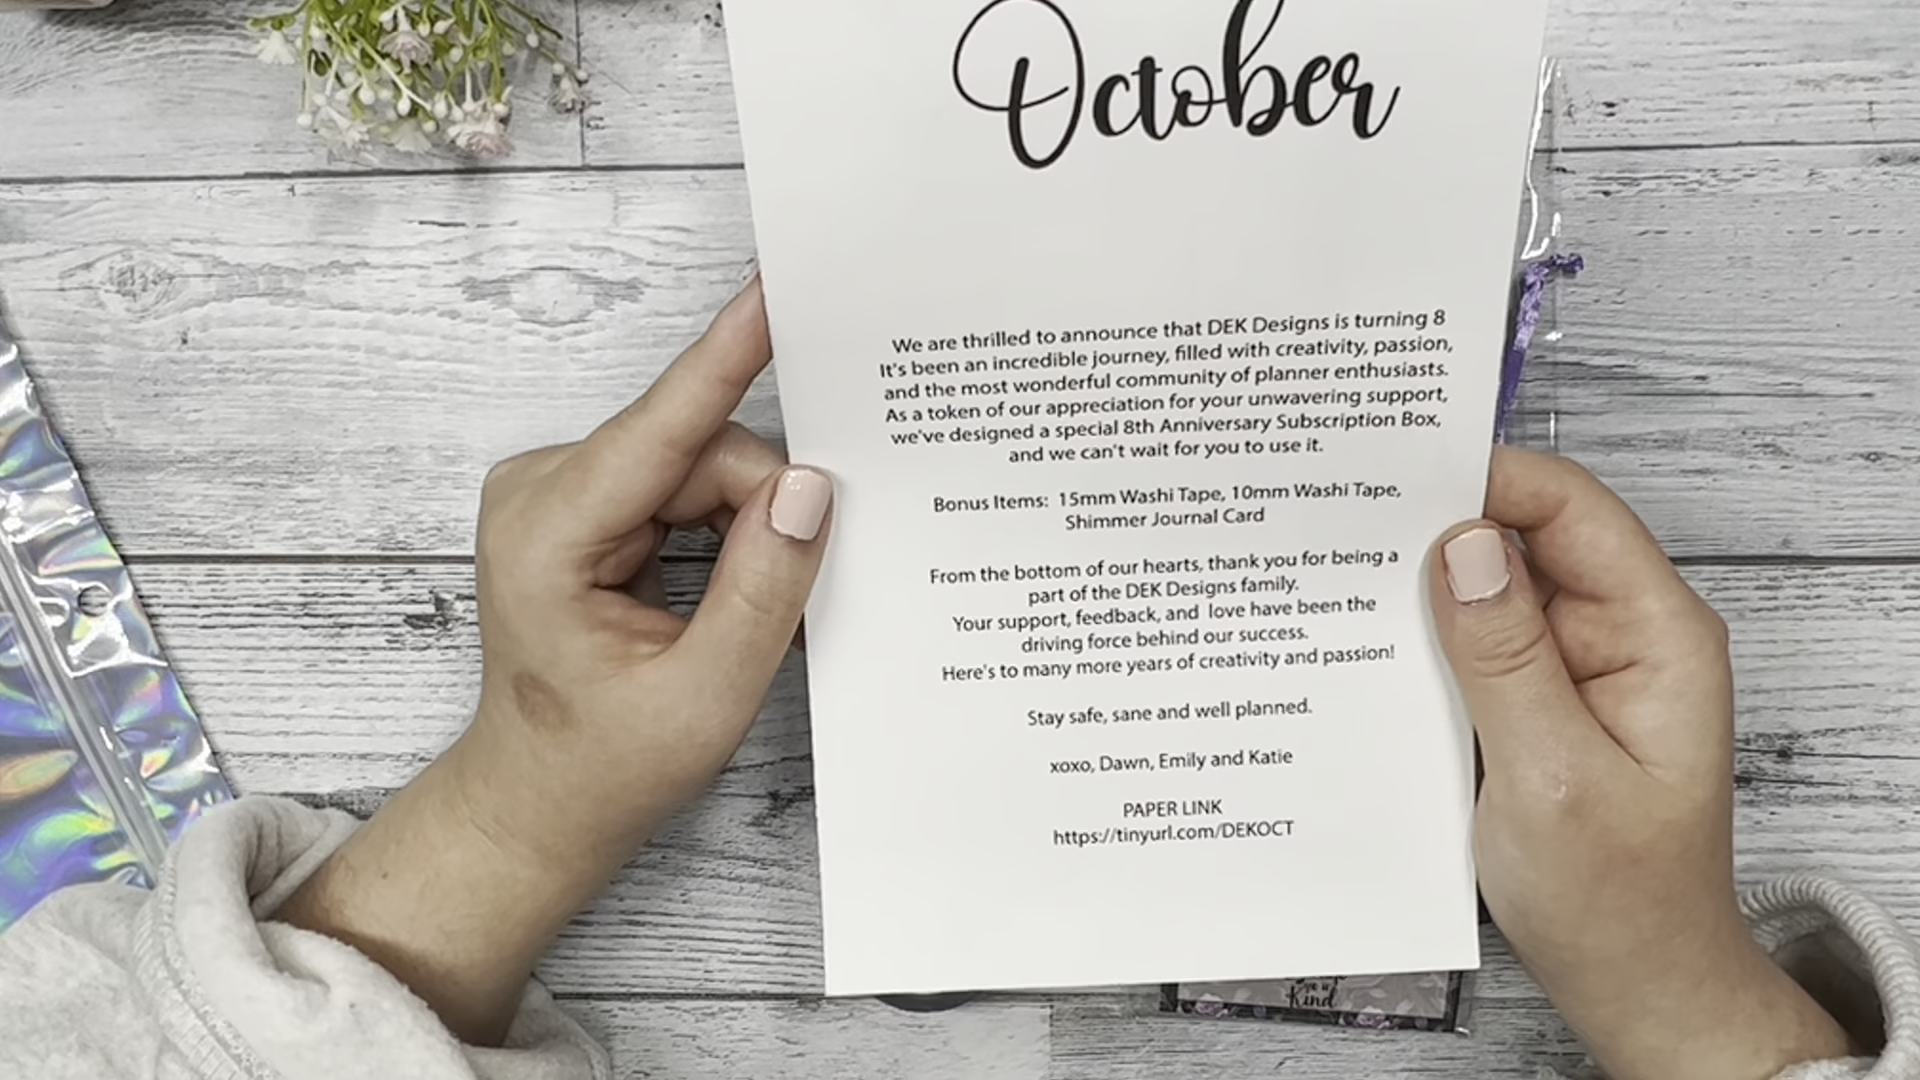 October
We are thrilled to announce that DEK Designs is turning 8
It's been an incredible journey, filled with creativity, passion,
and the most wonderful community of planner enthusiasts.
As a token of our appreciation for your unwavering support,
we've designed a special 8th Anniversary Subscription Box,
and we can't wait for you to use it.
Bonus Items: 15mm Washi Tape, 10mm Washi Tape,
Shimmer Journal Card
From the bottom of our hearts, thank you for being a
part of the DEK Designs family.
Your support, feedback, and love have been the
driving force behind our success.
Here's to many more years of creativity and passion!
Stay safe, sane and well planned.
xoxo, Dawn, Emily and Katie
PAPER LINK
https://tinyurl.com/DEKOCT
Kind